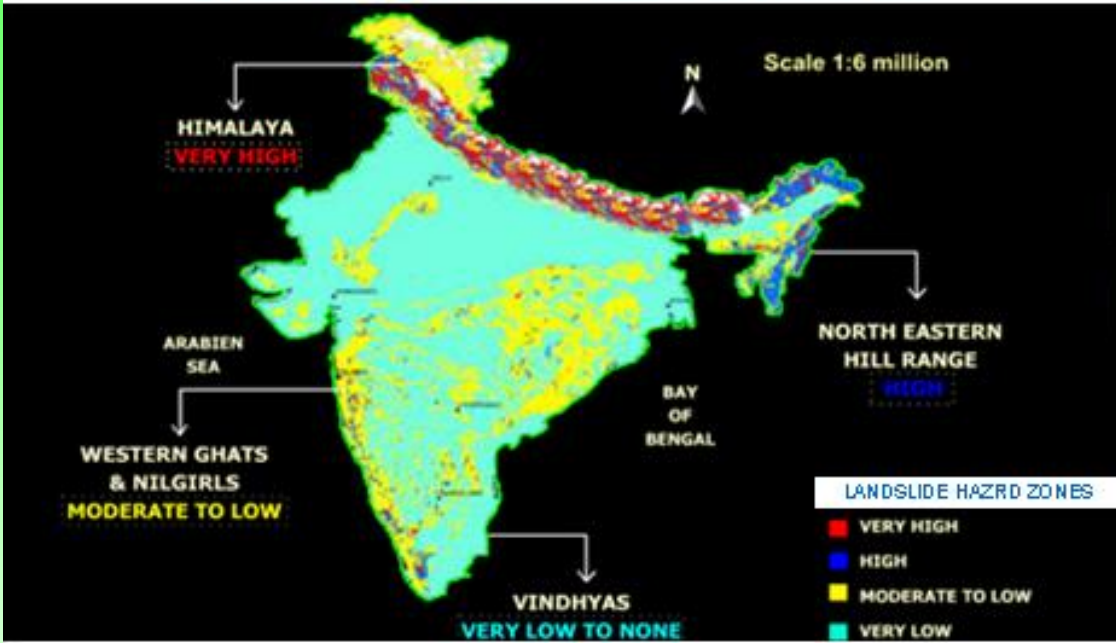 Scale 1:6 million
N
HIMALAYA
VERY HIGH
ARABIEN
SEA
NORTH EASTERN
HILL RANGE
HIGH
BAY
OF
BENGAL
WESTERN GHATS
& NILGIRLS
MODERATE TO LOW
VINDHYAS
VERY LOW TO NONE
LANDSLIDE HAZRD ZONES
VERY HIGH
HIGH
MODERATE TO LOW
VERY LOW